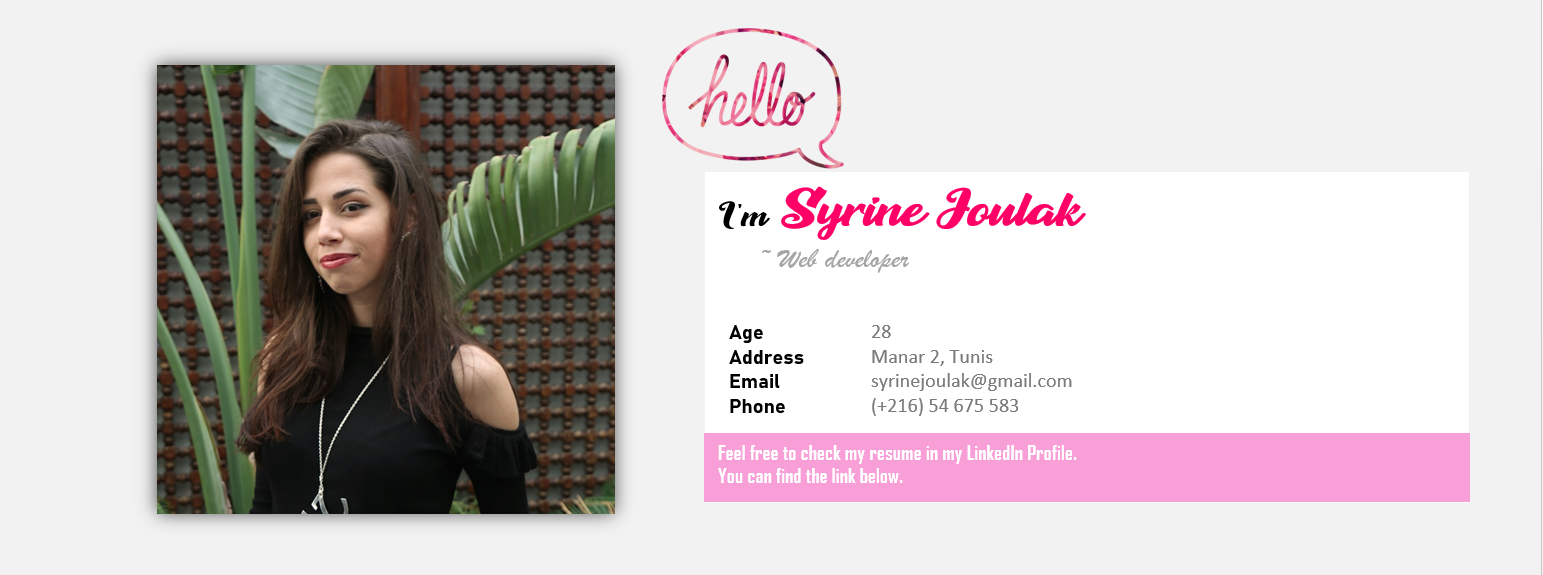 hello
I'm Syrine Joulak
~ Web developer
Age 28
Address Manar 2, Tunis
Email syrinejoulak@gmail.com
Phone (+216) 54 675 583
Feel free to check my resume in my LinkedIn Profile.
You can find the link below.